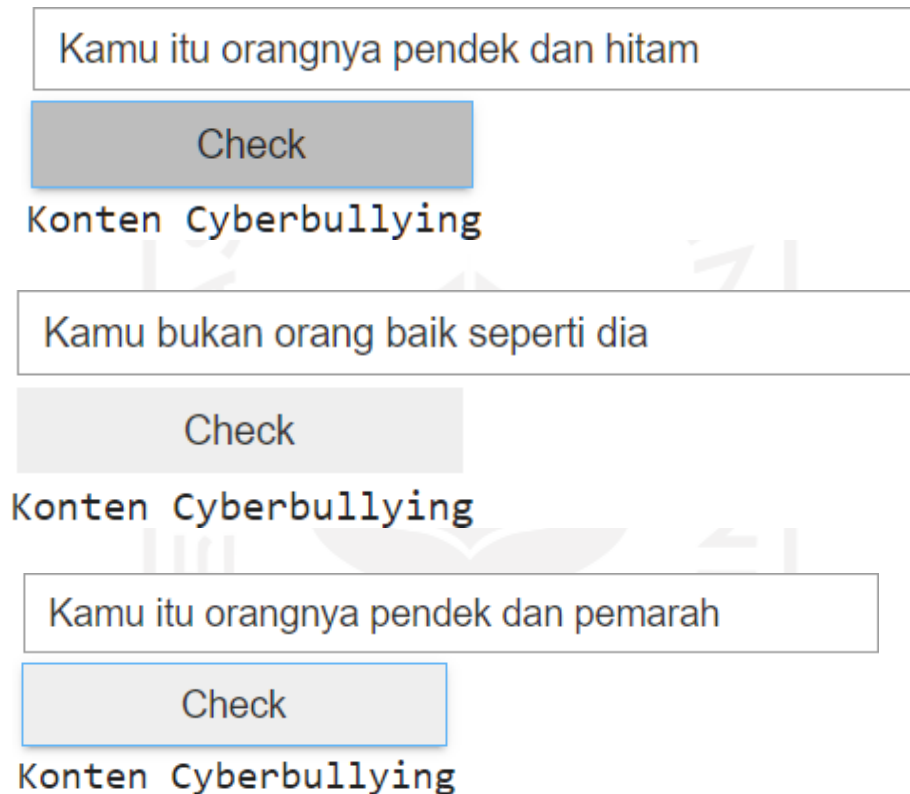 Kamu itu orangnya pendek dan hitam
Check
Konten Cyberbullying
Kamu bukan orang baik seperti dia
Check
Konten Cyberbullying
Kamu itu orangnya pendek dan pemarah
Check
Konten Cyberbullying